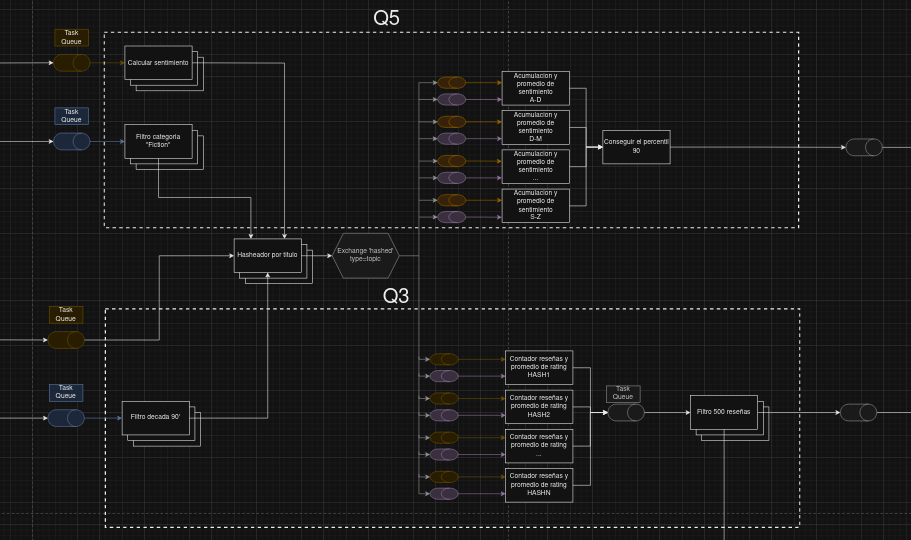 Q5
Task
Queue
Calcular sentimiento
Task
Queue
Filtro categoria
"Fiction"
Acumulacion y
promedio de
sentimiento
A-D
Acumulacion y
promedio de
sentimiento
D-M
Acumulacion y
promedio de
sentimiento
...
Acumulacion y
promedio de
sentimiento
S-Z
Conseguir el percentil
90
Hasheador por titulo
Exchange 'hashed'
type=topic
Q3
Task
Queue
Task
Queue
Filtro decada 90'
Contador reseñas y
promedio de rating
HASH1
Contador reseñas y
promedio de rating
HASH2
Contador reseñas y
promedio de rating
...
Contador reseñas y
promedio de rating
HASHN
Task
Queue
Filtro 500 reseñas